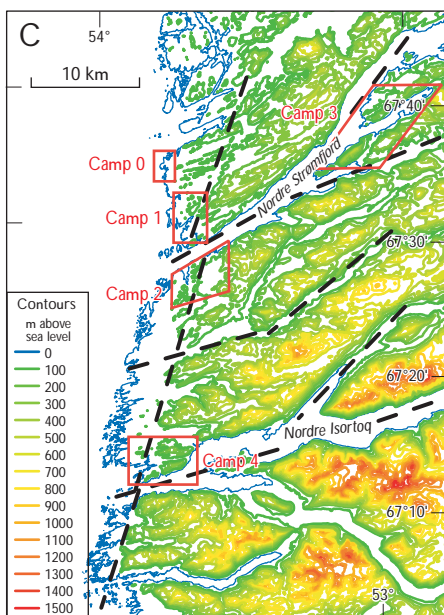 C
54°
10 km
Camp 3
67°40'
Camp 0
Nordre Strømfjord
Camp 1
67°30'
Camp 2
Contours
m above
sea level
0
100
200
300
400
500
600
700
800
900
1000
1100
1200
1300
1400
1500
67°20'
Nordre Isortoq
Camp 4
67°10'
53°